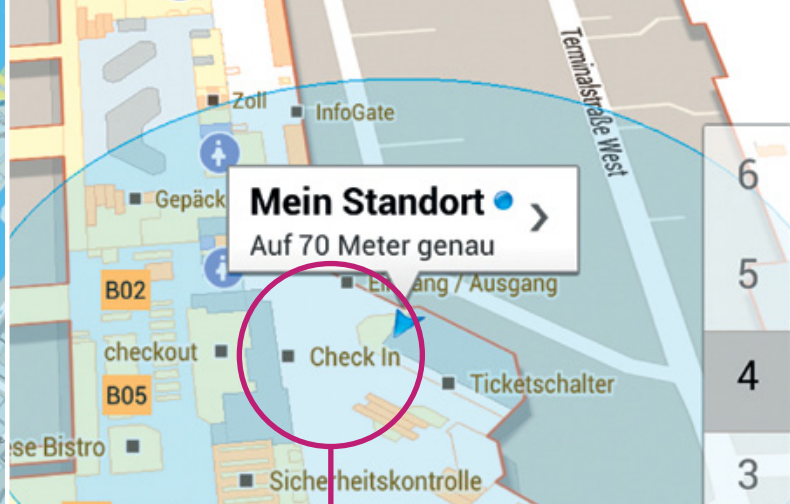 Zoll
InfoGate
Terminalstraße West
6
Gepäck
Mein Standort
Auf 70 Meter genau
5
Eingang / Ausgang
B02
checkout
Check In
4
B05
Ticketschalter
se Bistro
3
Sicherheitskontrolle